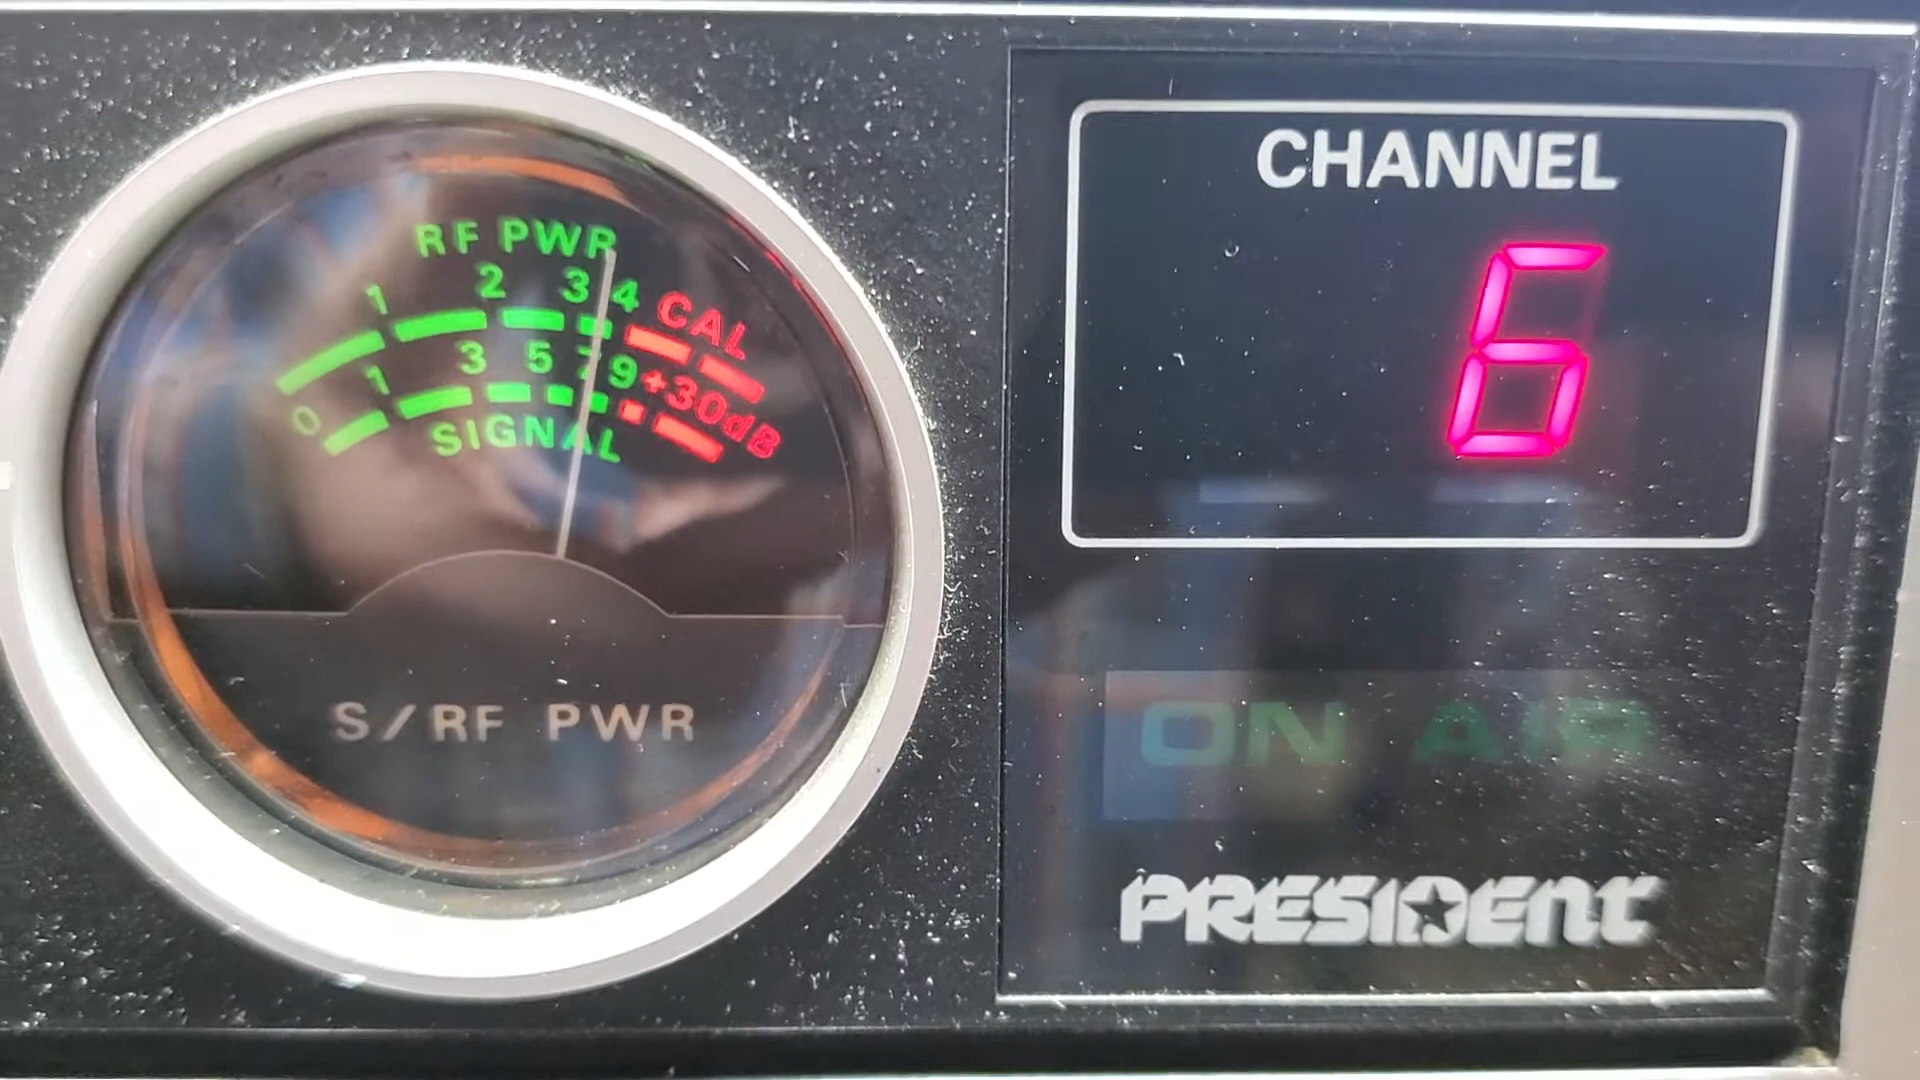 RF PWR
1 2 3 4 CAL
0 1 3 5 7 9 +30dB
SIGNAL
S/RF PWR
CHANNEL
6
ON AIR
PRESIDENT